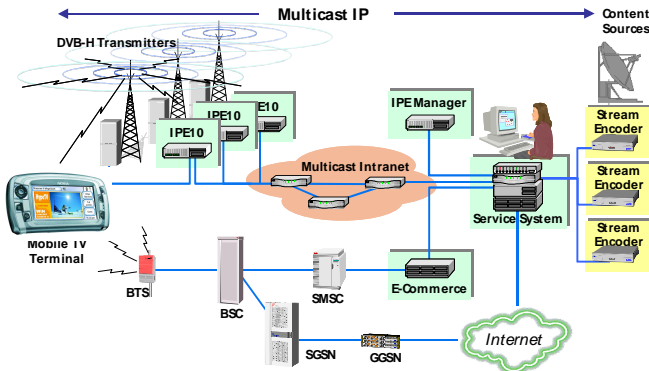 Multicast IP
Content
Sources
DVB-H Transmitters
IPE10
IPE10
IPE10
IPE Manager
Stream
Encoder
Stream
Encoder
Stream
Encoder
Multicast Intranet
Service System
Mobile TV
Terminal
BTS
BSC
SMSC
E-Commerce
SGSN
GGSN
Internet